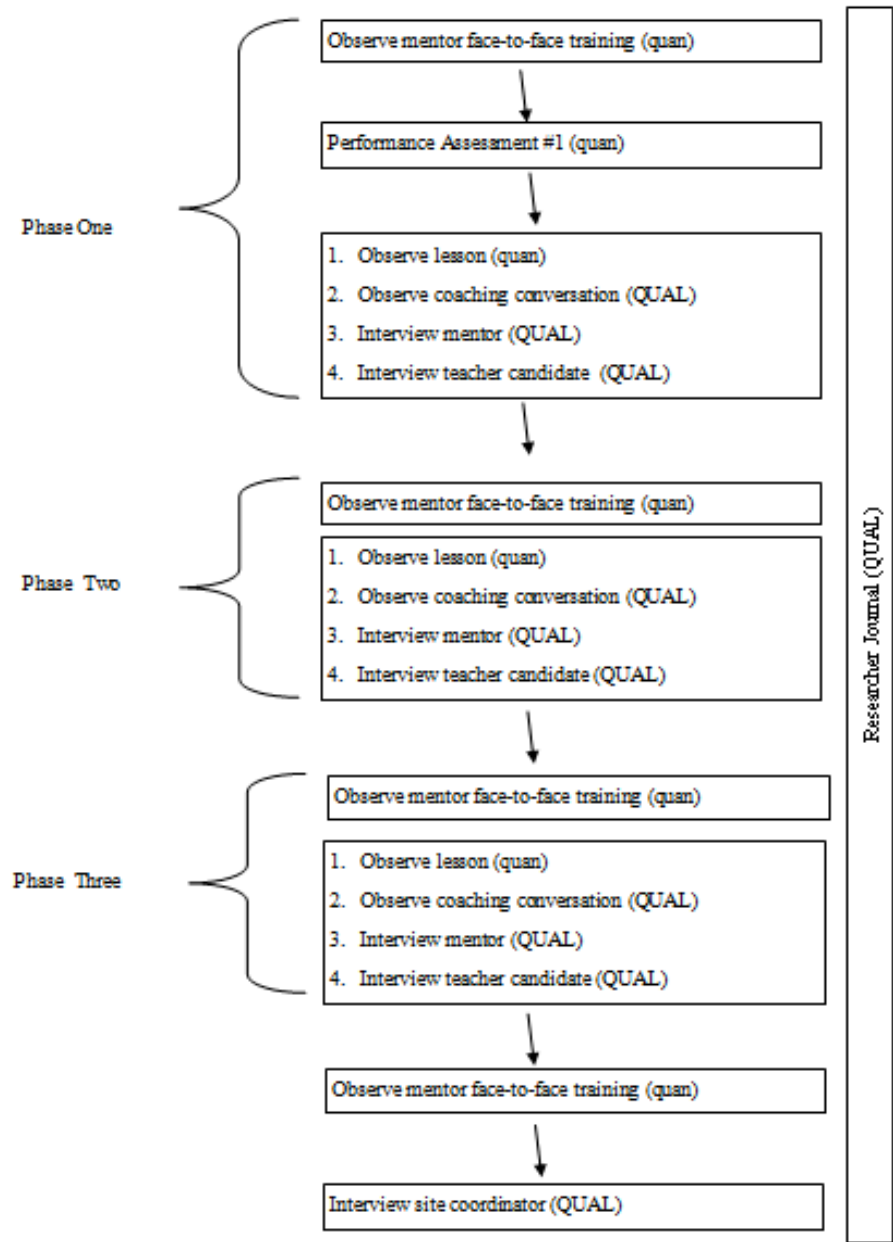 Observe mentor face-to-face training (quan)
Performance Assessment #1 (quan)
Phase One
1. Observe lesson (quan)
2. Observe coaching conversation (QUAL)
3. Interview mentor (QUAL)
4. Interview teacher candidate (QUAL)
Observe mentor face-to-face training (quan)
Phase Two
1. Observe lesson (quan)
2. Observe coaching conversation (QUAL)
3. Interview mentor (QUAL)
4. Interview teacher candidate (QUAL)
Observe mentor face-to-face training (quan)
Phase Three
1. Observe lesson (quan)
2. Observe coaching conversation (QUAL)
3. Interview mentor (QUAL)
4. Interview teacher candidate (QUAL)
Observe mentor face-to-face training (quan)
Interview site coordinator (QUAL)
Researcher Journal (QUAL)